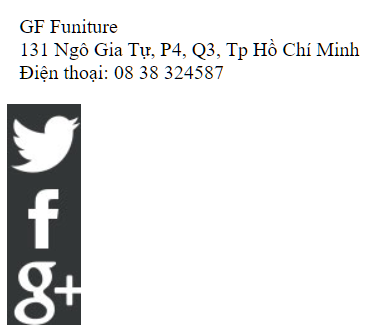 GF Funiture
131 Ngô Gia Tự, P4, Q3, Tp Hồ Chí Minh
Điện thoại: 08 38 324587
f
g+